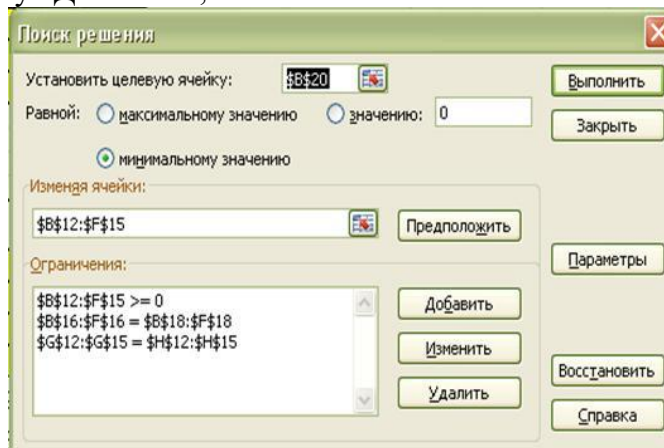 Поиск решения
Установить целевую ячейку: $B$20
Выполнить
Равной: максимальному значению значению: 0
Закрыть
минимальному значению
Изменяя ячейки:
$B$12:$F$15
Предположить
Параметры
Ограничения:
$B$12:$F$15 >= 0
$B$16:$F$16 = $B$18:$F$18
$G$12:$G$15 = $H$12:$H$15
Добавить
Изменить
Удалить
Восстановить
Справка